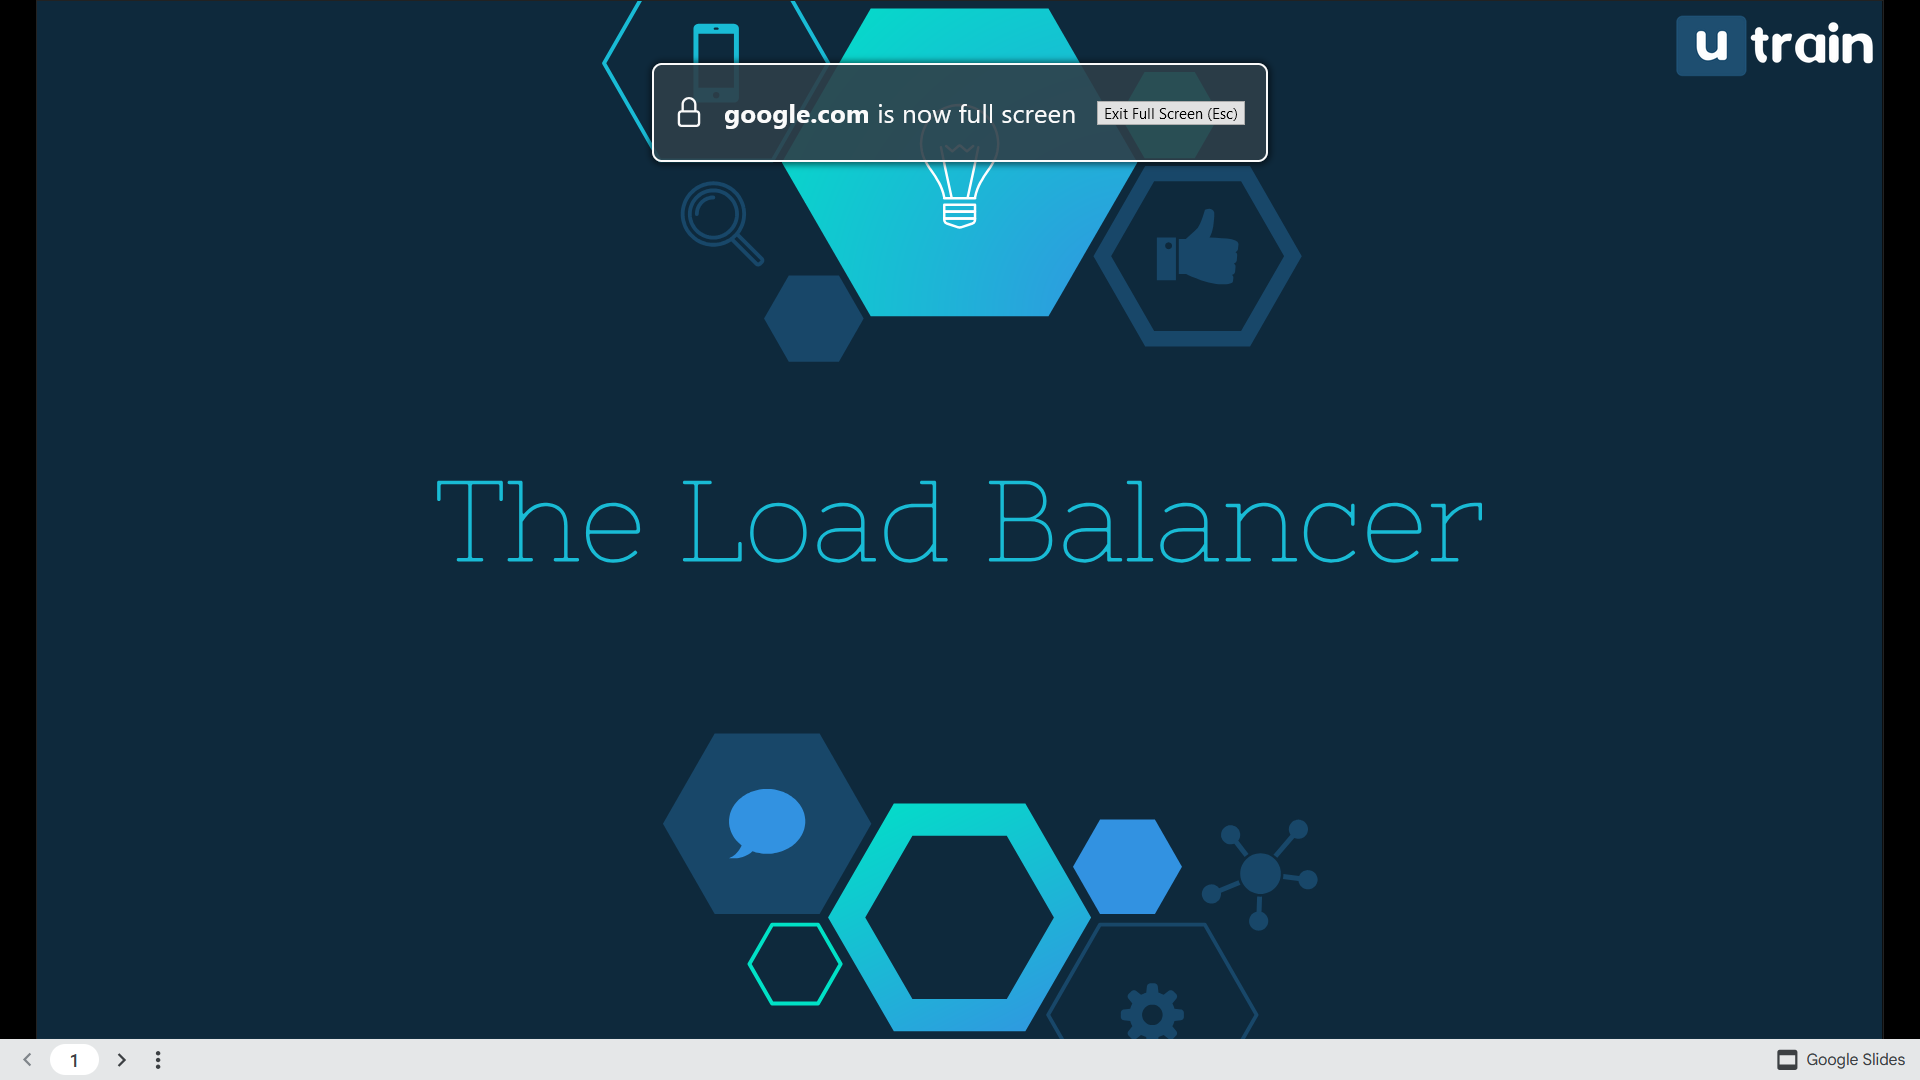 u train
google.com is now full screen Exit Full Screen (Esc)
The Load Balancer
1
Google Slides